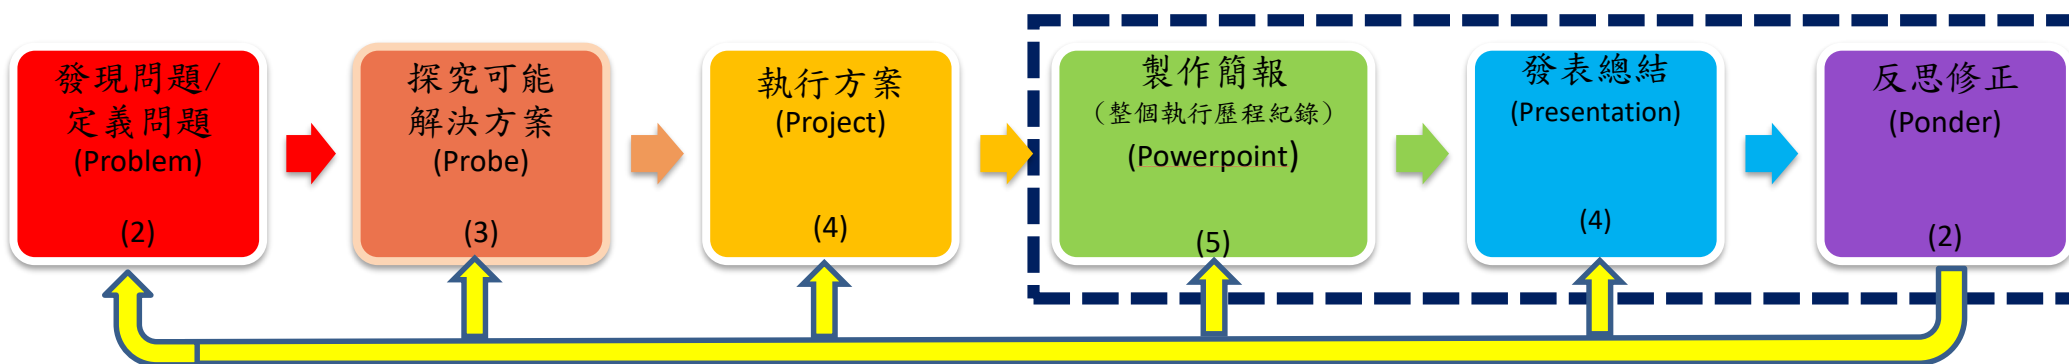 發現問題/
定義問題
(Problem)
(2)
探究可能
解決方案
(Probe)
(3)
執行方案
(Project)
(4)
製作簡報
(整個執行歷程紀錄)
(Powerpoint)
(5)
發表總結
(Presentation)
(4)
反思修正
(Ponder)
(2)